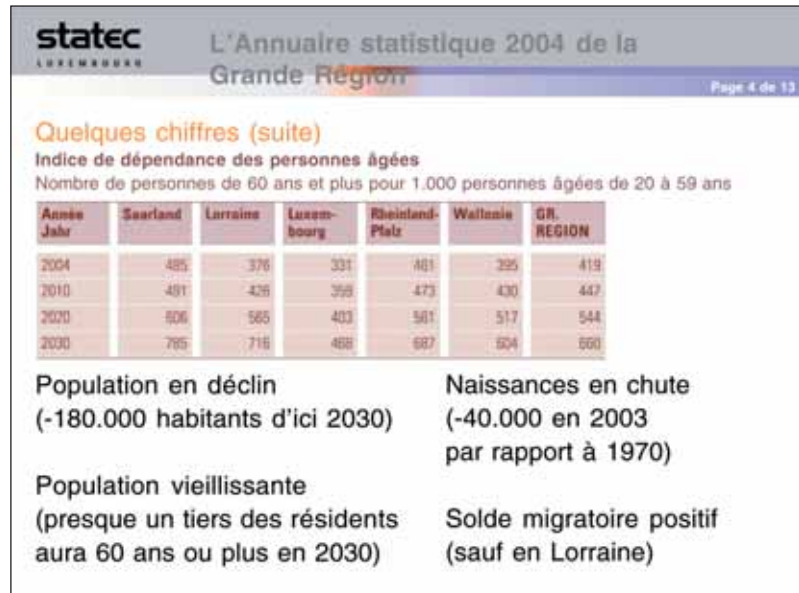 statec
LUXEMBOURG
L'Annuaire statistique 2004 de la
Grande Région
Page 4 de 13
Quelques chiffres (suite)
Indice de dépendance des personnes âgées
Nombre de personnes de 60 ans et plus pour 1.000 personnes âgées de 20 à 59 ans
Année Saarland Lorraine Luxem- Rheinland- Wallonie GR.
Jahr bourg Pfalz REGION
2004 485 376 331 461 395 419
2010 491 426 359 473 430 447
2020 606 565 403 561 517 544
2030 785 716 468 687 604 660
Population en déclin
(-180.000 habitants d'ici 2030)
Population vieillissante
(presque un tiers des résidents
aura 60 ans ou plus en 2030)
Naissances en chute
(-40.000 en 2003
par rapport à 1970)
Solde migratoire positif
(sauf en Lorraine)